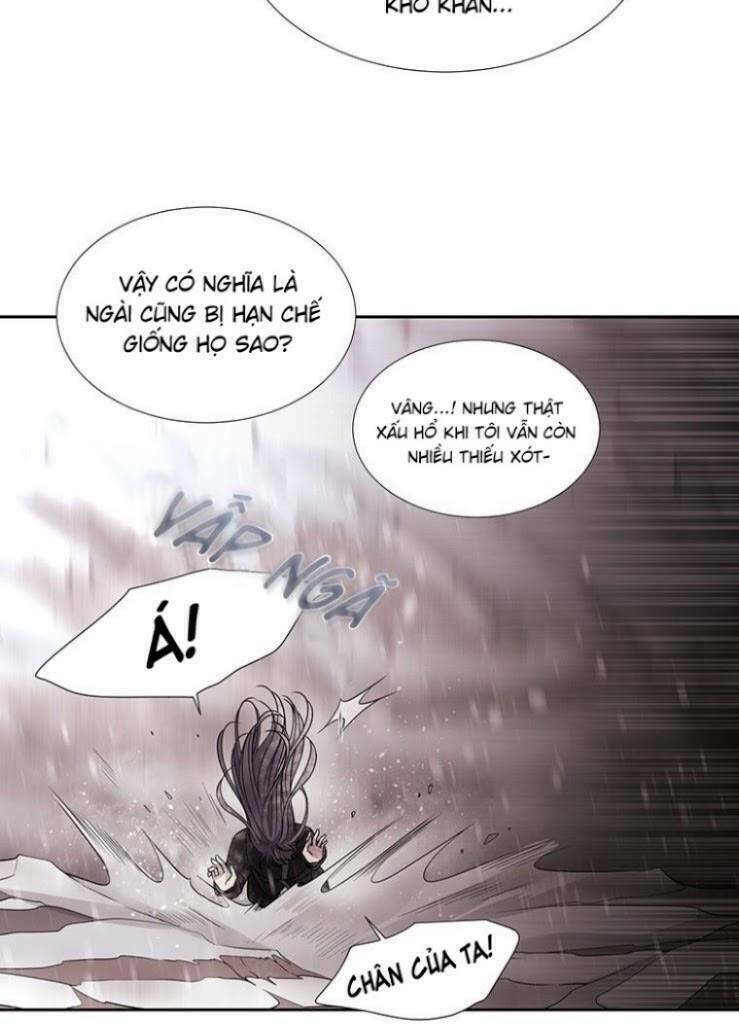 KHÓ KHĂN...
VẬY CÓ NGHĨA LÀ
NGÀI CŨNG BỊ HẠN CHẾ
GIỐNG HỌ SAO?
VÂNG...! NHƯNG THẬT
XẤU HỔ KHI TÔI VẪN CÒN
NHIỀU THIẾU XÓT-
VẤP NGÃ
Á!
CHÂN CỦA TA!